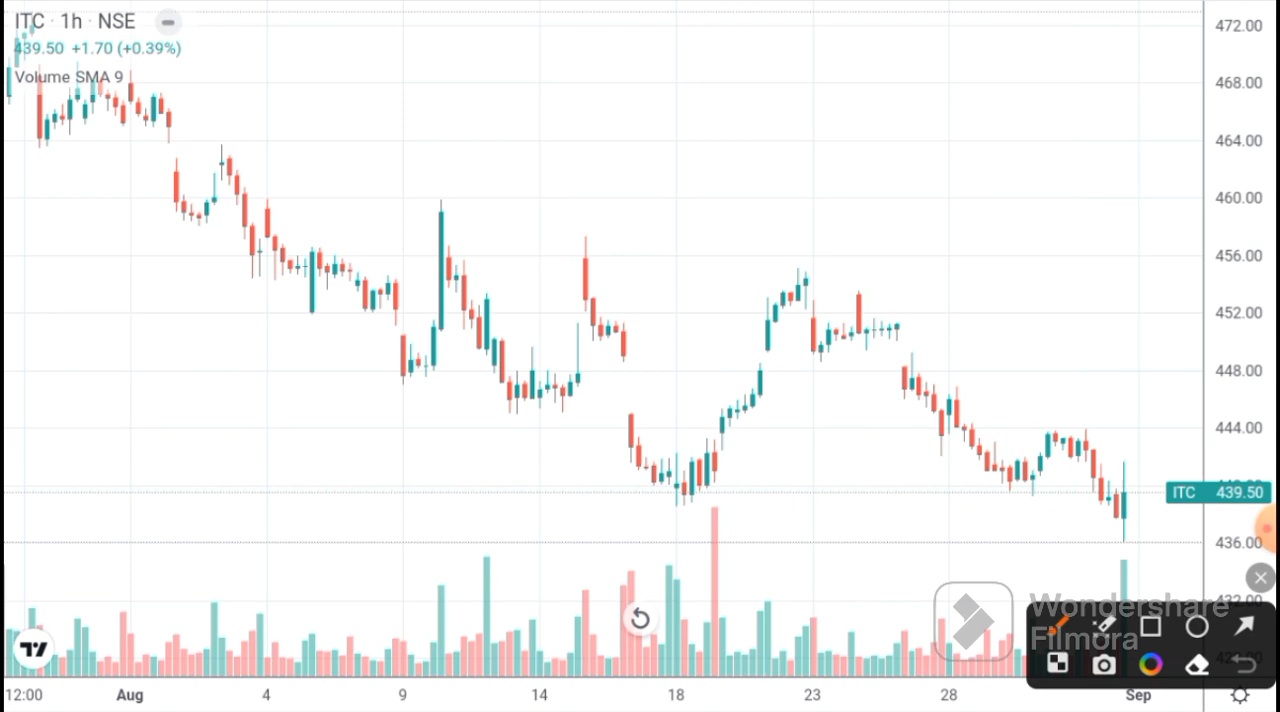 ITC · 1h · NSE
439.50 +1.70 (+0.39%)
Volume SMA 9
472.00
468.00
464.00
460.00
456.00
452.00
448.00
444.00
ITC 439.50
436.00
432.00
Wondershare
Filmora
12:00 Aug 4 9 14 18 23 28 Sep